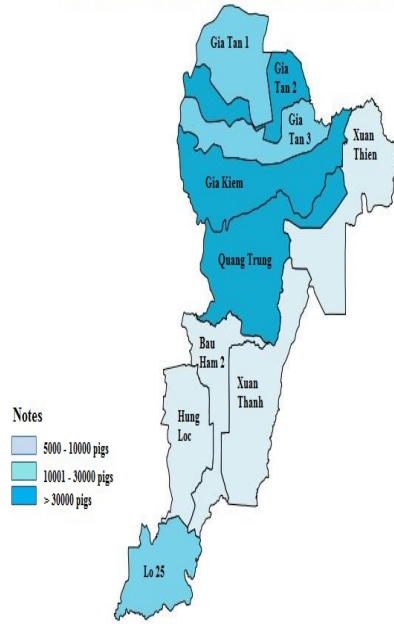 Gia Tan 1
Gia
Tan 2
Gia
Tan 3
Xuan
Thien
Gia Kiem
Quang Trung
Bau
Ham 2
Xuan
Thanh
Hung
Loc
Notes
5000 - 10000 pigs
10001 - 30000 pigs
> 30000 pigs
Lo 25